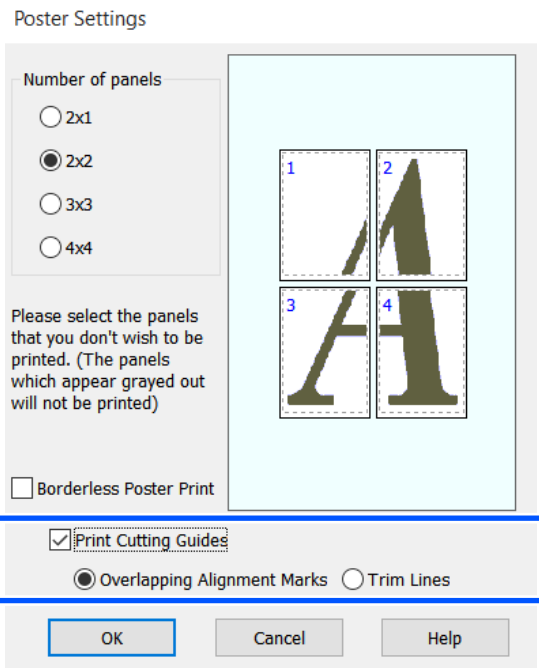 Poster Settings
Number of panels
2x1
2x2
3x3
4x4
1
2
3
4
Please select the panels
that you don't wish to be
printed. (The panels
which appear grayed out
will not be printed)
Borderless Poster Print
Print Cutting Guides
Overlapping Alignment Marks
Trim Lines
OK
Cancel
Help